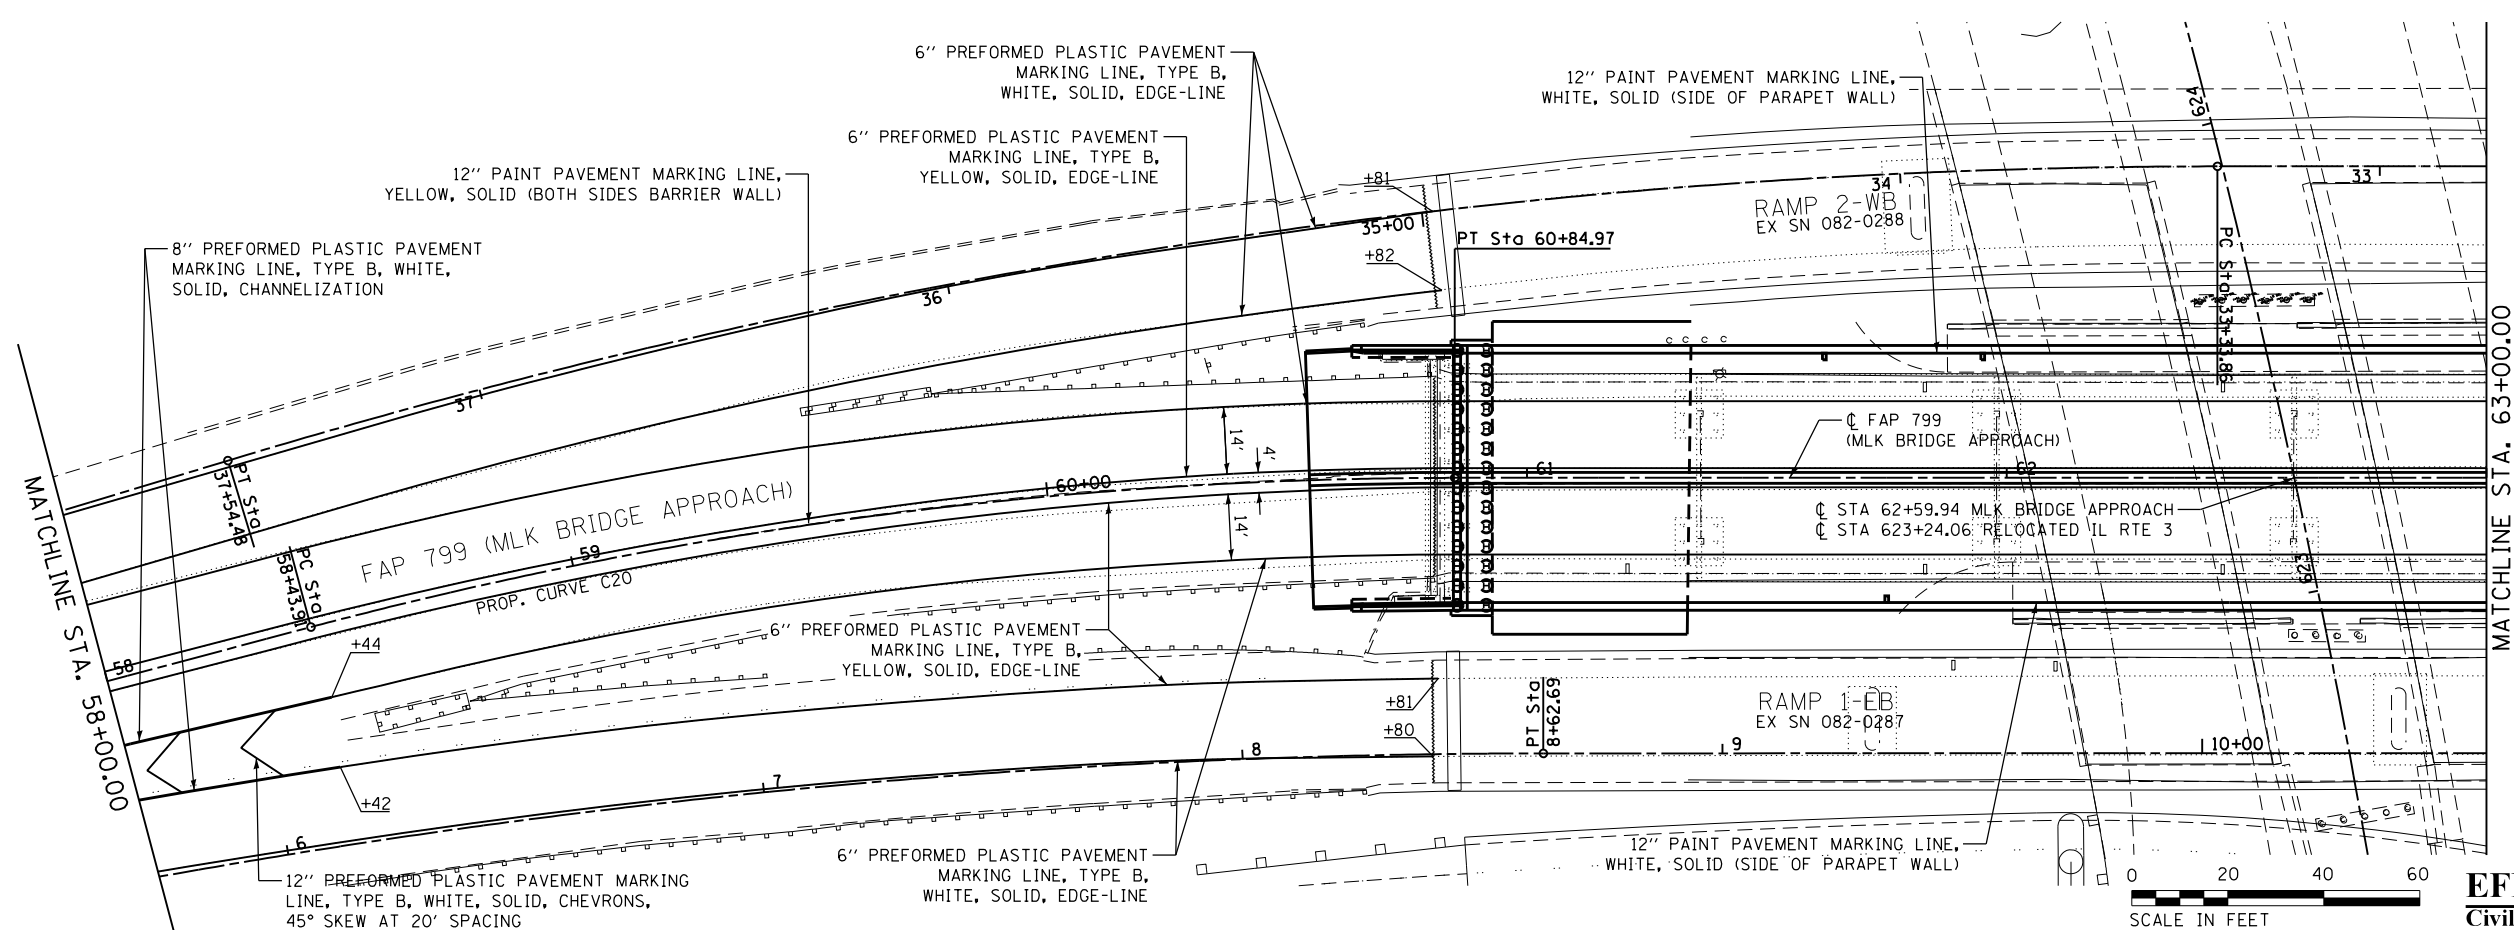 6'' PREFORMED PLASTIC PAVEMENT
MARKING LINE, TYPE B,
WHITE, SOLID, EDGE-LINE
12'' PAINT PAVEMENT MARKING LINE,
WHITE, SOLID (SIDE OF PARAPET WALL)
6'' PREFORMED PLASTIC PAVEMENT
MARKING LINE, TYPE B,
YELLOW, SOLID, EDGE-LINE
12'' PAINT PAVEMENT MARKING LINE,
YELLOW, SOLID (BOTH SIDES BARRIER WALL)
8'' PREFORMED PLASTIC PAVEMENT
MARKING LINE, TYPE B, WHITE,
SOLID, CHANNELIZATION
624
+81
34
33
RAMP 2-WB
EX SN 082-0288
35+00
PT Sta 60+84.97
+82
36
PC Sta 33+33.86
37
PT Sta
37+54.48
℄ FAP 799
(MLK BRIDGE APPROACH)
14'
4'
14'
61
62
60+00
FAP 799 (MLK BRIDGE APPROACH)
59
PROP. CURVE C20
PC Sta
58+43.91
℄ STA 62+59.94 MLK BRIDGE APPROACH
℄ STA 623+24.06 RELOCATED IL RTE 3
629
MATCHLINE STA. 63+00.00
MATCHLINE STA. 58+00.00
58
+44
6'' PREFORMED PLASTIC PAVEMENT
MARKING LINE, TYPE B,
YELLOW, SOLID, EDGE-LINE
+81
+80
PT Sta
8+62.69
RAMP 1-EB
EX SN 082-0287
8
9
10+00
7
6
+42
6'' PREFORMED PLASTIC PAVEMENT
MARKING LINE, TYPE B,
WHITE, SOLID, EDGE-LINE
12'' PAINT PAVEMENT MARKING LINE,
WHITE, SOLID (SIDE OF PARAPET WALL)
12'' PREFORMED PLASTIC PAVEMENT MARKING
LINE, TYPE B, WHITE, SOLID, CHEVRONS,
45° SKEW AT 20' SPACING
0 20 40 60
SCALE IN FEET
Civil